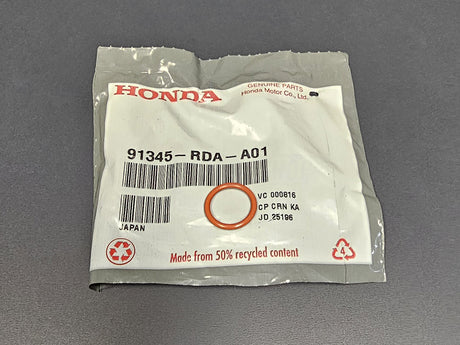 HONDA
GENUINE PARTS
Honda Motor Co., Ltd.
91345-RDA-A01
VC 000816
CP CRN KA
JD 25196
JAPAN
Made from 50% recycled content
4